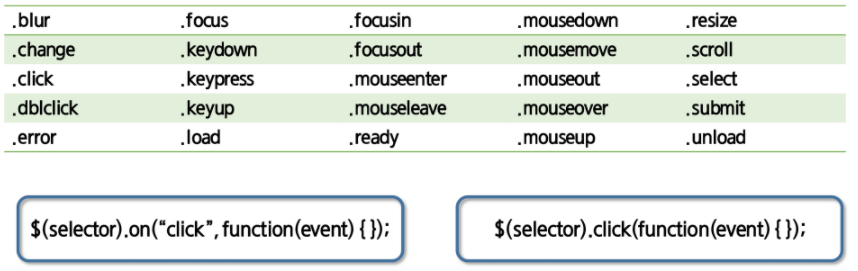 .blur .focus .focusin .mousedown .resize
.change .keydown .focusout .mousemove .scroll
.click .keypress .mouseenter .mouseout .select
.dblclick .keyup .mouseleave .mouseover .submit
.error .load .ready .mouseup .unload
$(selector).on(“click”, function(event) { });
$(selector).click(function(event) { });